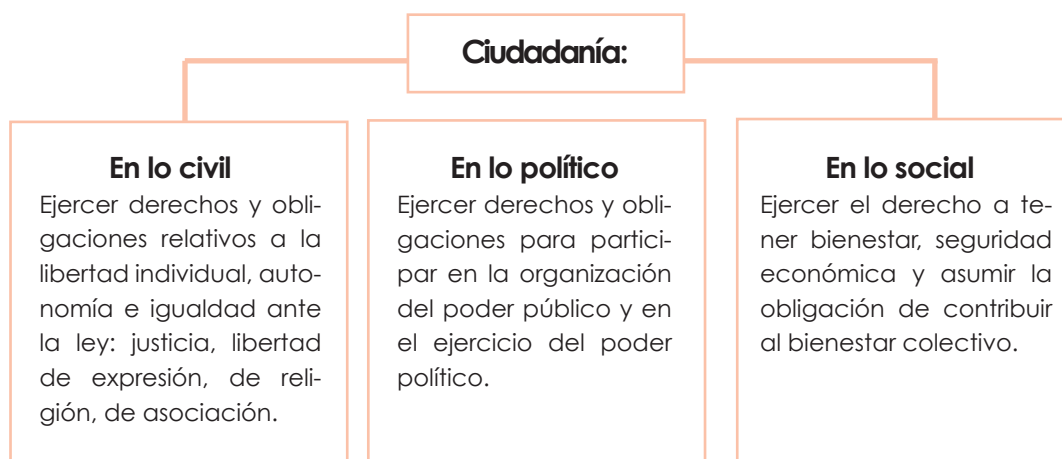 Ciudadanía:
En lo civil
Ejercer derechos y obli-
gaciones relativos a la
libertad individual, auto-
nomía e igualdad ante
la ley: justicia, libertad
de expresión, de reli-
gión, de asociación.
En lo político
Ejercer derechos y obli-
gaciones para partici-
par en la organización
del poder público y en
el ejercicio del poder
político.
En lo social
Ejercer el derecho a te-
ner bienestar, seguridad
económica y asumir la
obligación de contribuir
al bienestar colectivo.